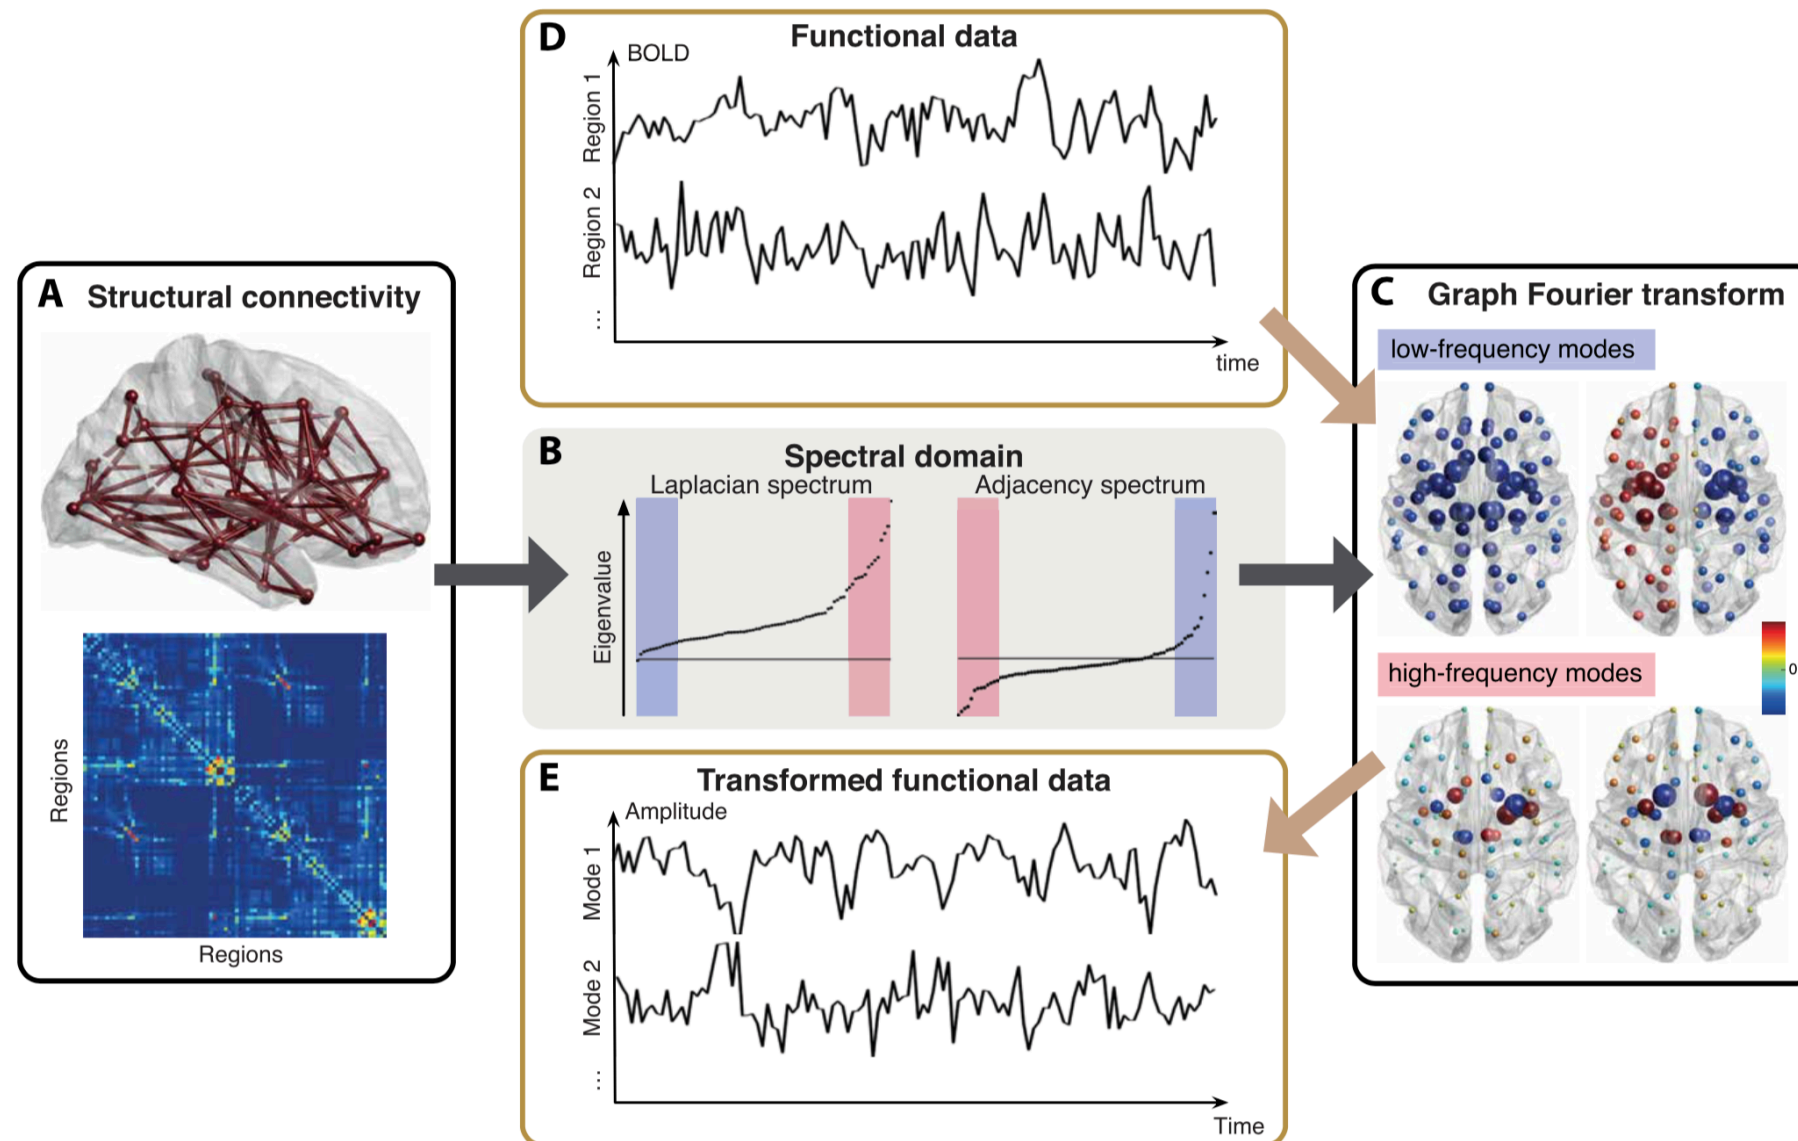 A Structural connectivity
Regions
Regions
D Functional data
BOLD
Region 1
Region 2
...
time
B Spectral domain
Laplacian spectrum
Adjacency spectrum
Eigenvalue
E Transformed functional data
Amplitude
Mode 1
Mode 2
...
Time
C Graph Fourier transform
low-frequency modes
high-frequency modes
0